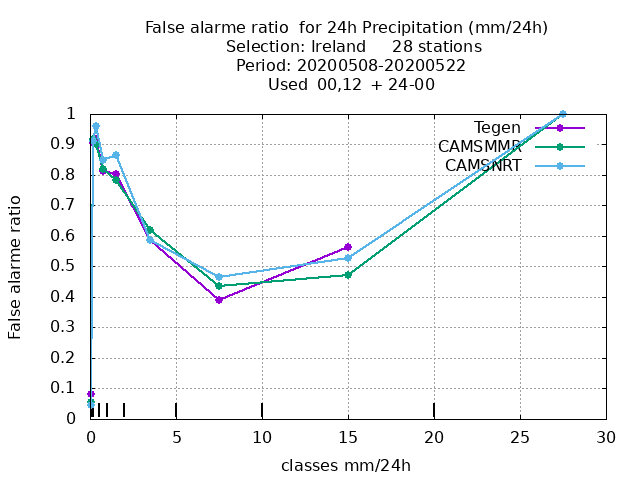 False alarme ratio  for 24h Precipitation (mm/24h)
Selection: Ireland     28 stations
Period: 20200508-20200522
Used  00,12  + 24-00
Tegen
CAMSMMR
CAMSNRT
False alarme ratio
1
0.9
0.8
0.7
0.6
0.5
0.4
0.3
0.2
0.1
0
0 5 10 15 20 25 30
classes mm/24h